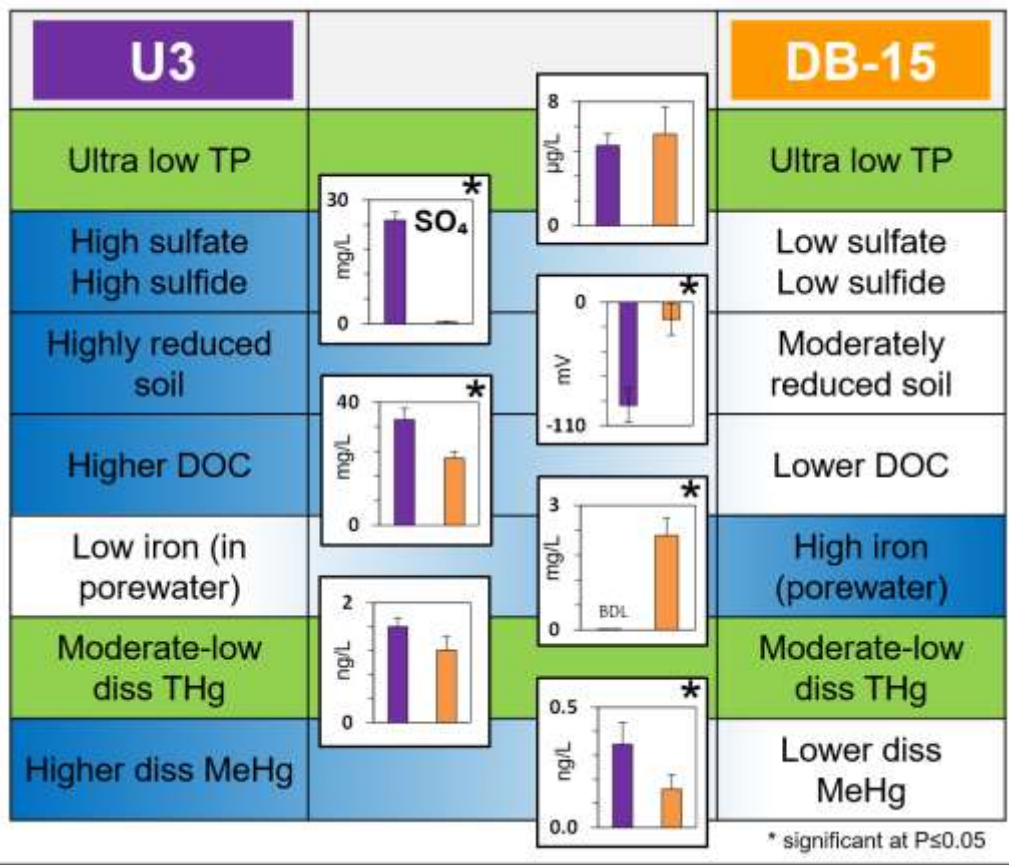 U3
DB-15
Ultra low TP
8
µg/L
0
Ultra low TP
High sulfate
High sulfide
*
30
SO₄
mg/L
0
Low sulfate
Low sulfide
Highly reduced
soil
*
0
mV
-110
Moderately
reduced soil
Higher DOC
*
40
mg/L
0
Lower DOC
Low iron (in
porewater)
*
3
mg/L
BDL
0
High iron
(porewater)
Moderate-low
diss THg
2
ng/L
0
Moderate-low
diss THg
Higher diss MeHg
*
0.5
ng/L
0.0
Lower diss
MeHg
* significant at P≤0.05